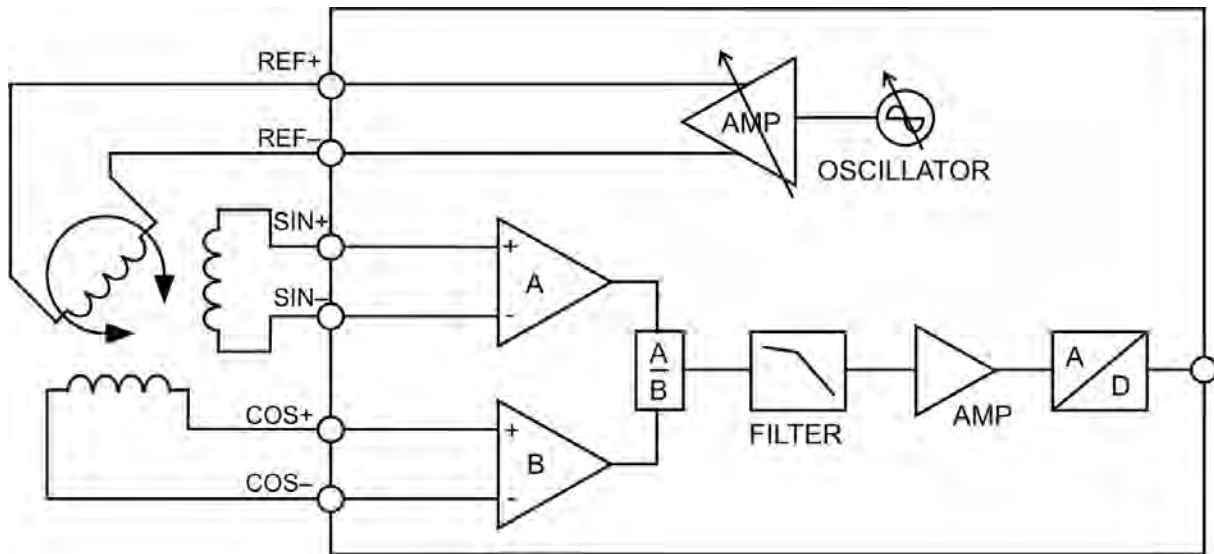 REF+
REF–
AMP
OSCILLATOR
SIN+
SIN–
+
A
-
A
B
FILTER
AMP
A
D
COS+
COS–
+
B
-